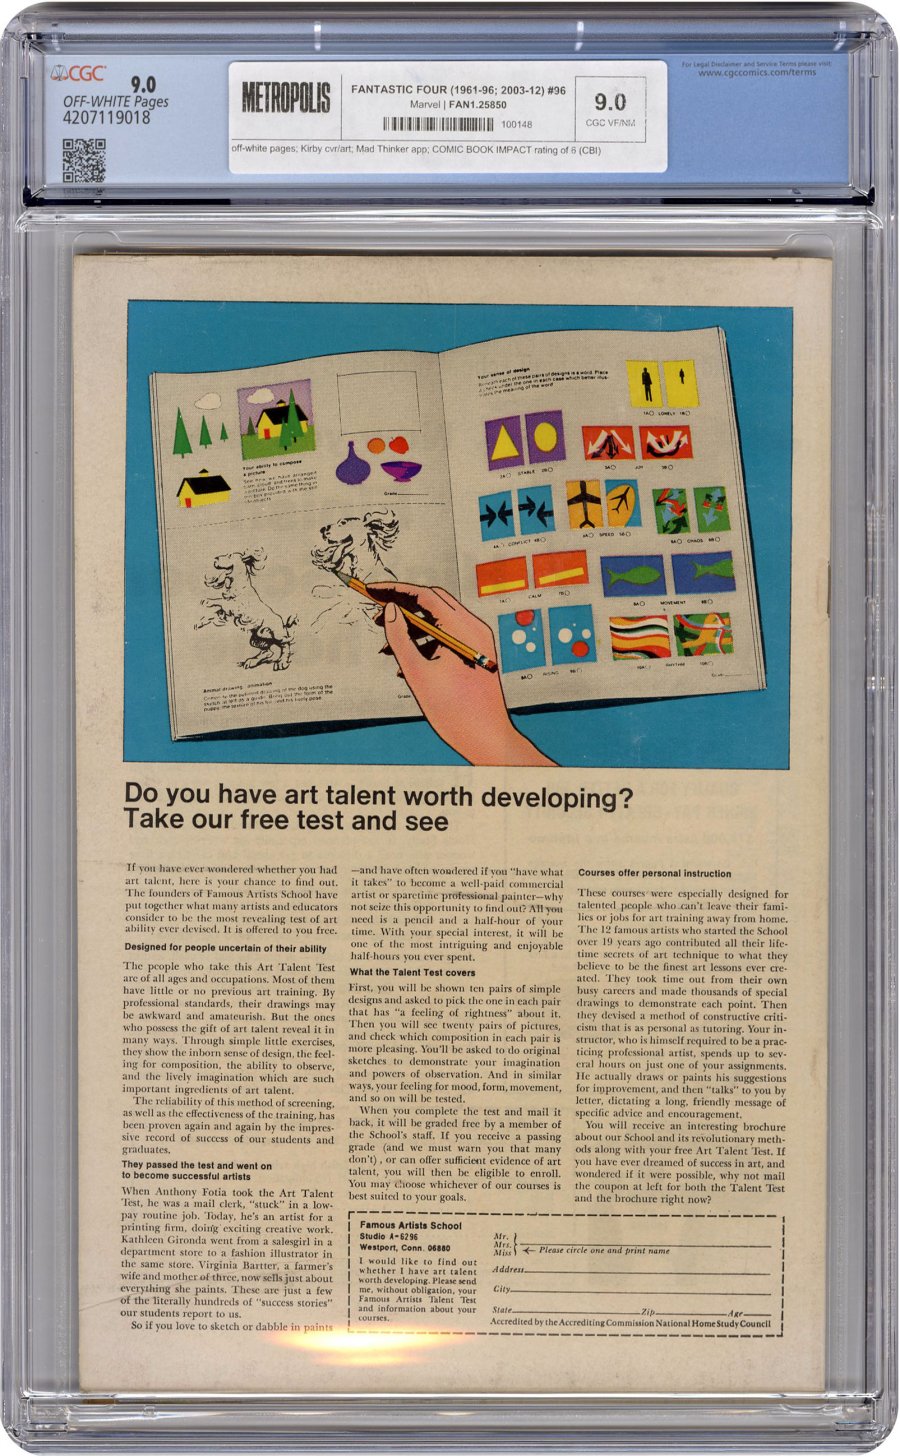 CGC
9.0
OFF-WHITE Pages
4207119018
METROPOLIS
FANTASTIC FOUR (1961-96; 2003-12) #96
Marvel | FAN1.25850
100148
9.0
CGC VF/NM
off-white pages; Kirby cvr/art; Mad Thinker app; COMIC BOOK IMPACT rating of 6 (CBI)
For Legal Disclaimer and Service Terms please visit:
www.cgccomics.com/terms
Your ability to compose
a picture
Grade
Animal drawing animation
Grade
Your sense of design
LONELY
STABLE
JOY
CONFLICT
SPEED
CHAOS
CALM
MOVEMENT
RISING
Do you have art talent worth developing?
Take our free test and see
If you have ever wondered whether you had
art talent, here is your chance to find out.
The founders of Famous Artists School have
put together what many artists and educators
consider to be the most revealing test of art
ability ever devised. It is offered to you free.
Designed for people uncertain of their ability
The people who take this Art Talent Test
are of all ages and occupations. Most of them
have little or no previous art training. By
professional standards, their drawings may
be awkward and amateurish. But the ones
who possess the gift of art talent reveal it in
many ways. Through simple little exercises,
they show the inborn sense of design, the feel-
ing for composition, the ability to observe,
and the lively imagination which are such
important ingredients of art talent.
The reliability of this method of screening,
as well as the effectiveness of the training, has
been proven again and again by the impres-
sive record of success of our students and
graduates.
They passed the test and went on
to become successful artists
When Anthony Fotia took the Art Talent
Test, he was a mail clerk, "stuck" in a low-
pay routine job. Today, he's an artist for a
printing firm, doing exciting creative work.
Kathleen Gironda went from a salesgirl in a
department store to a fashion illustrator in
the same store. Virginia Bartter, a farmer's
wife and mother of three, now sells just about
everything she paints. These are just a few
of the literally hundreds of "success stories"
our students report to us.
So if you love to sketch or dabble in paints
—and have often wondered if you "have what
it takes" to become a well-paid commercial
artist or sparetime professional painter—why
not seize this opportunity to find out? All you
need is a pencil and a half-hour of your
time. With your special interest, it will be
one of the most intriguing and enjoyable
half-hours you ever spent.
What the Talent Test covers
First, you will be shown ten pairs of simple
designs and asked to pick the one in each pair
that has "a feeling of rightness" about it.
Then you will see twenty pairs of pictures,
and check which composition in each pair is
more pleasing. You'll be asked to do original
sketches to demonstrate your imagination
and powers of observation. And in similar
ways, your feeling for mood, form, movement,
and so on will be tested.
When you complete the test and mail it
back, it will be graded free by a member of
the School's staff. If you receive a passing
grade (and we must warn you that many
don't), or can offer sufficient evidence of art
talent, you will then be eligible to enroll.
You may choose whichever of our courses is
best suited to your goals.
Courses offer personal instruction
These courses were especially designed for
talented people who can't leave their fami-
lies or jobs for art training away from home.
The 12 famous artists who started the School
over 19 years ago contributed all their life-
time secrets of art technique to what they
believe to be the finest art lessons ever cre-
ated. They took time out from their own
busy careers and made thousands of special
drawings to demonstrate each point. Then
they devised a method of constructive criti-
cism that is as personal as tutoring. Your in-
structor, who is himself required to be a prac-
ticing professional artist, spends up to sev-
eral hours on just one of your assignments.
He actually draws or paints his suggestions
for improvement, and then "talks" to you by
letter, dictating a long, friendly message of
specific advice and encouragement.
You will receive an interesting brochure
about our School and its revolutionary meth-
ods along with your free Art Talent Test. If
you have ever dreamed of success in art, and
wondered if it were possible, why not mail
the coupon at left for both the Talent Test
and the brochure right now?
Famous Artists School
Studio A-6296
Westport, Conn. 06880
I would like to find out
whether I have art talent
worth developing. Please send
me, without obligation, your
Famous Artists Talent Test
and information about your
courses.
Mr.
Mrs.
Miss
Please circle one and print name
Address
City
State Zip Age
Accredited by the Accrediting Commission National Home Study Council